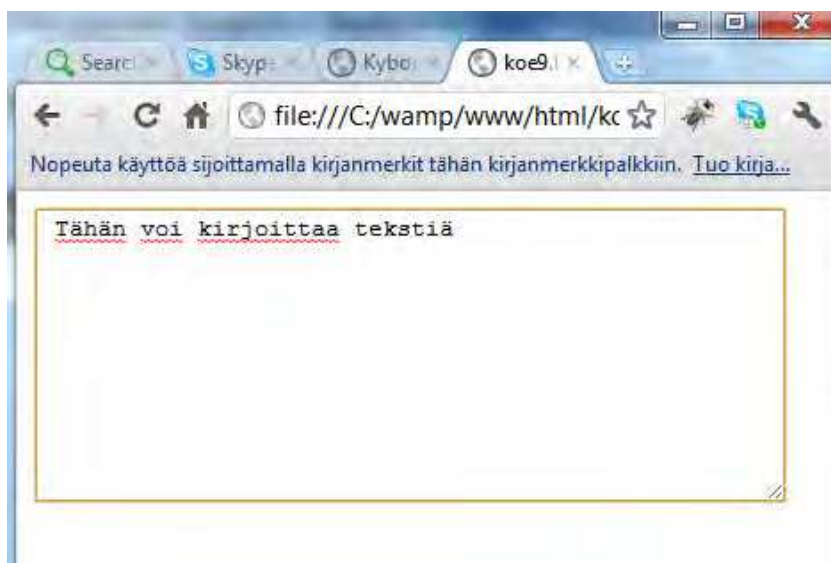 Searc Skyp Kybo koe9.
file:///C:/wamp/www/html/kc
Nopeuta käyttöä sijoittamalla kirjanmerkit tähän kirjanmerkkipalkkiin. Tuo kirja...
Tähän voi kirjoittaa tekstiä